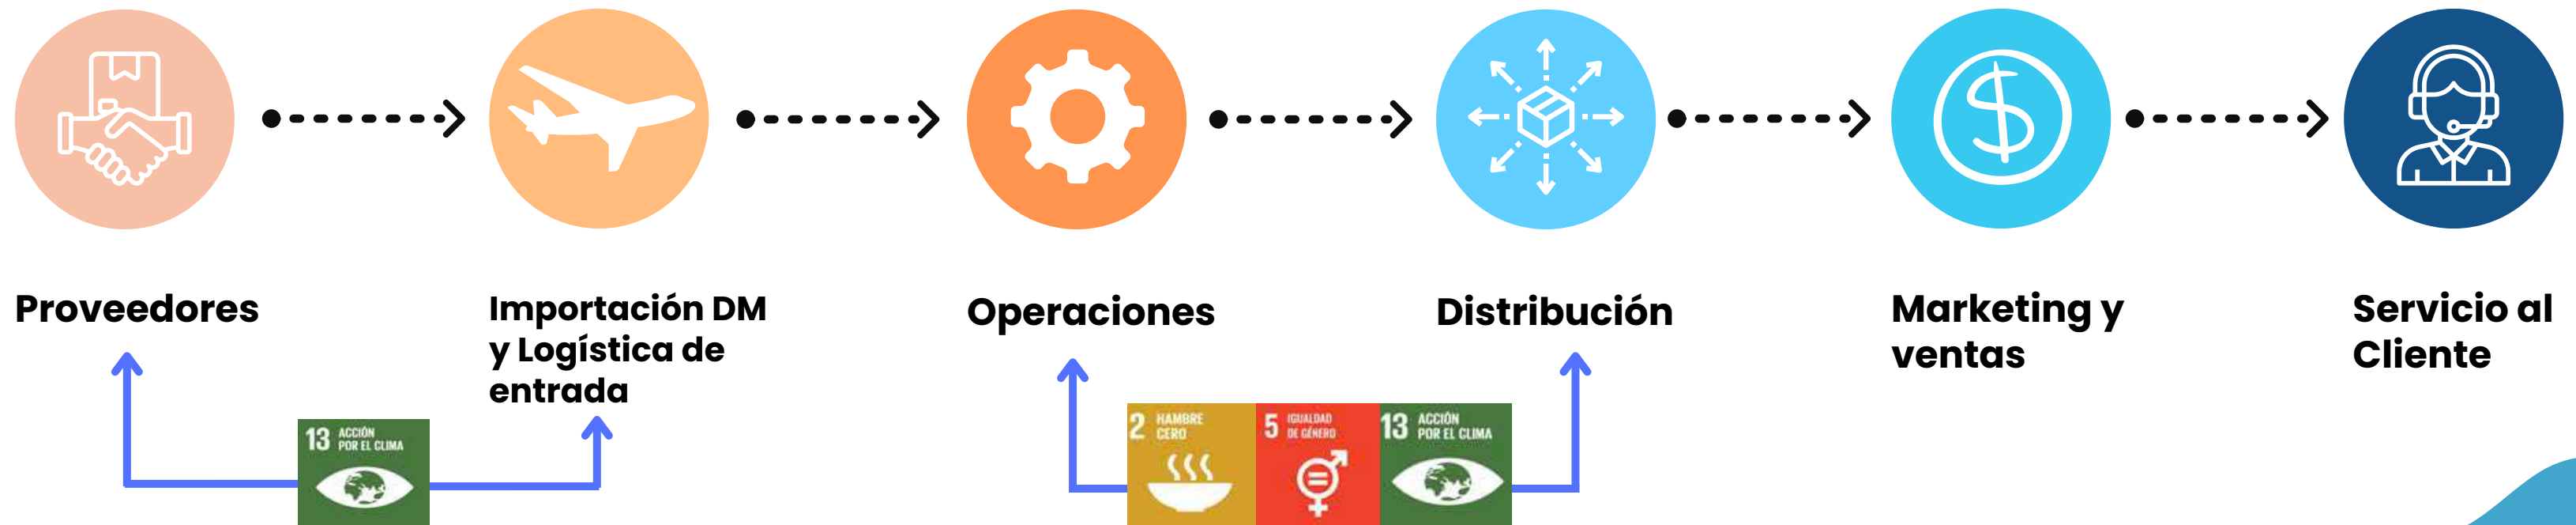 Proveedores
Importación DM
y Logística de
entrada
Operaciones
Distribución
Marketing y
ventas
Servicio al
Cliente
13 ACCIÓN
POR EL CLIMA
2 HAMBRE
CERO
5 IGUALDAD
DE GÉNERO
13 ACCIÓN
POR EL CLIMA